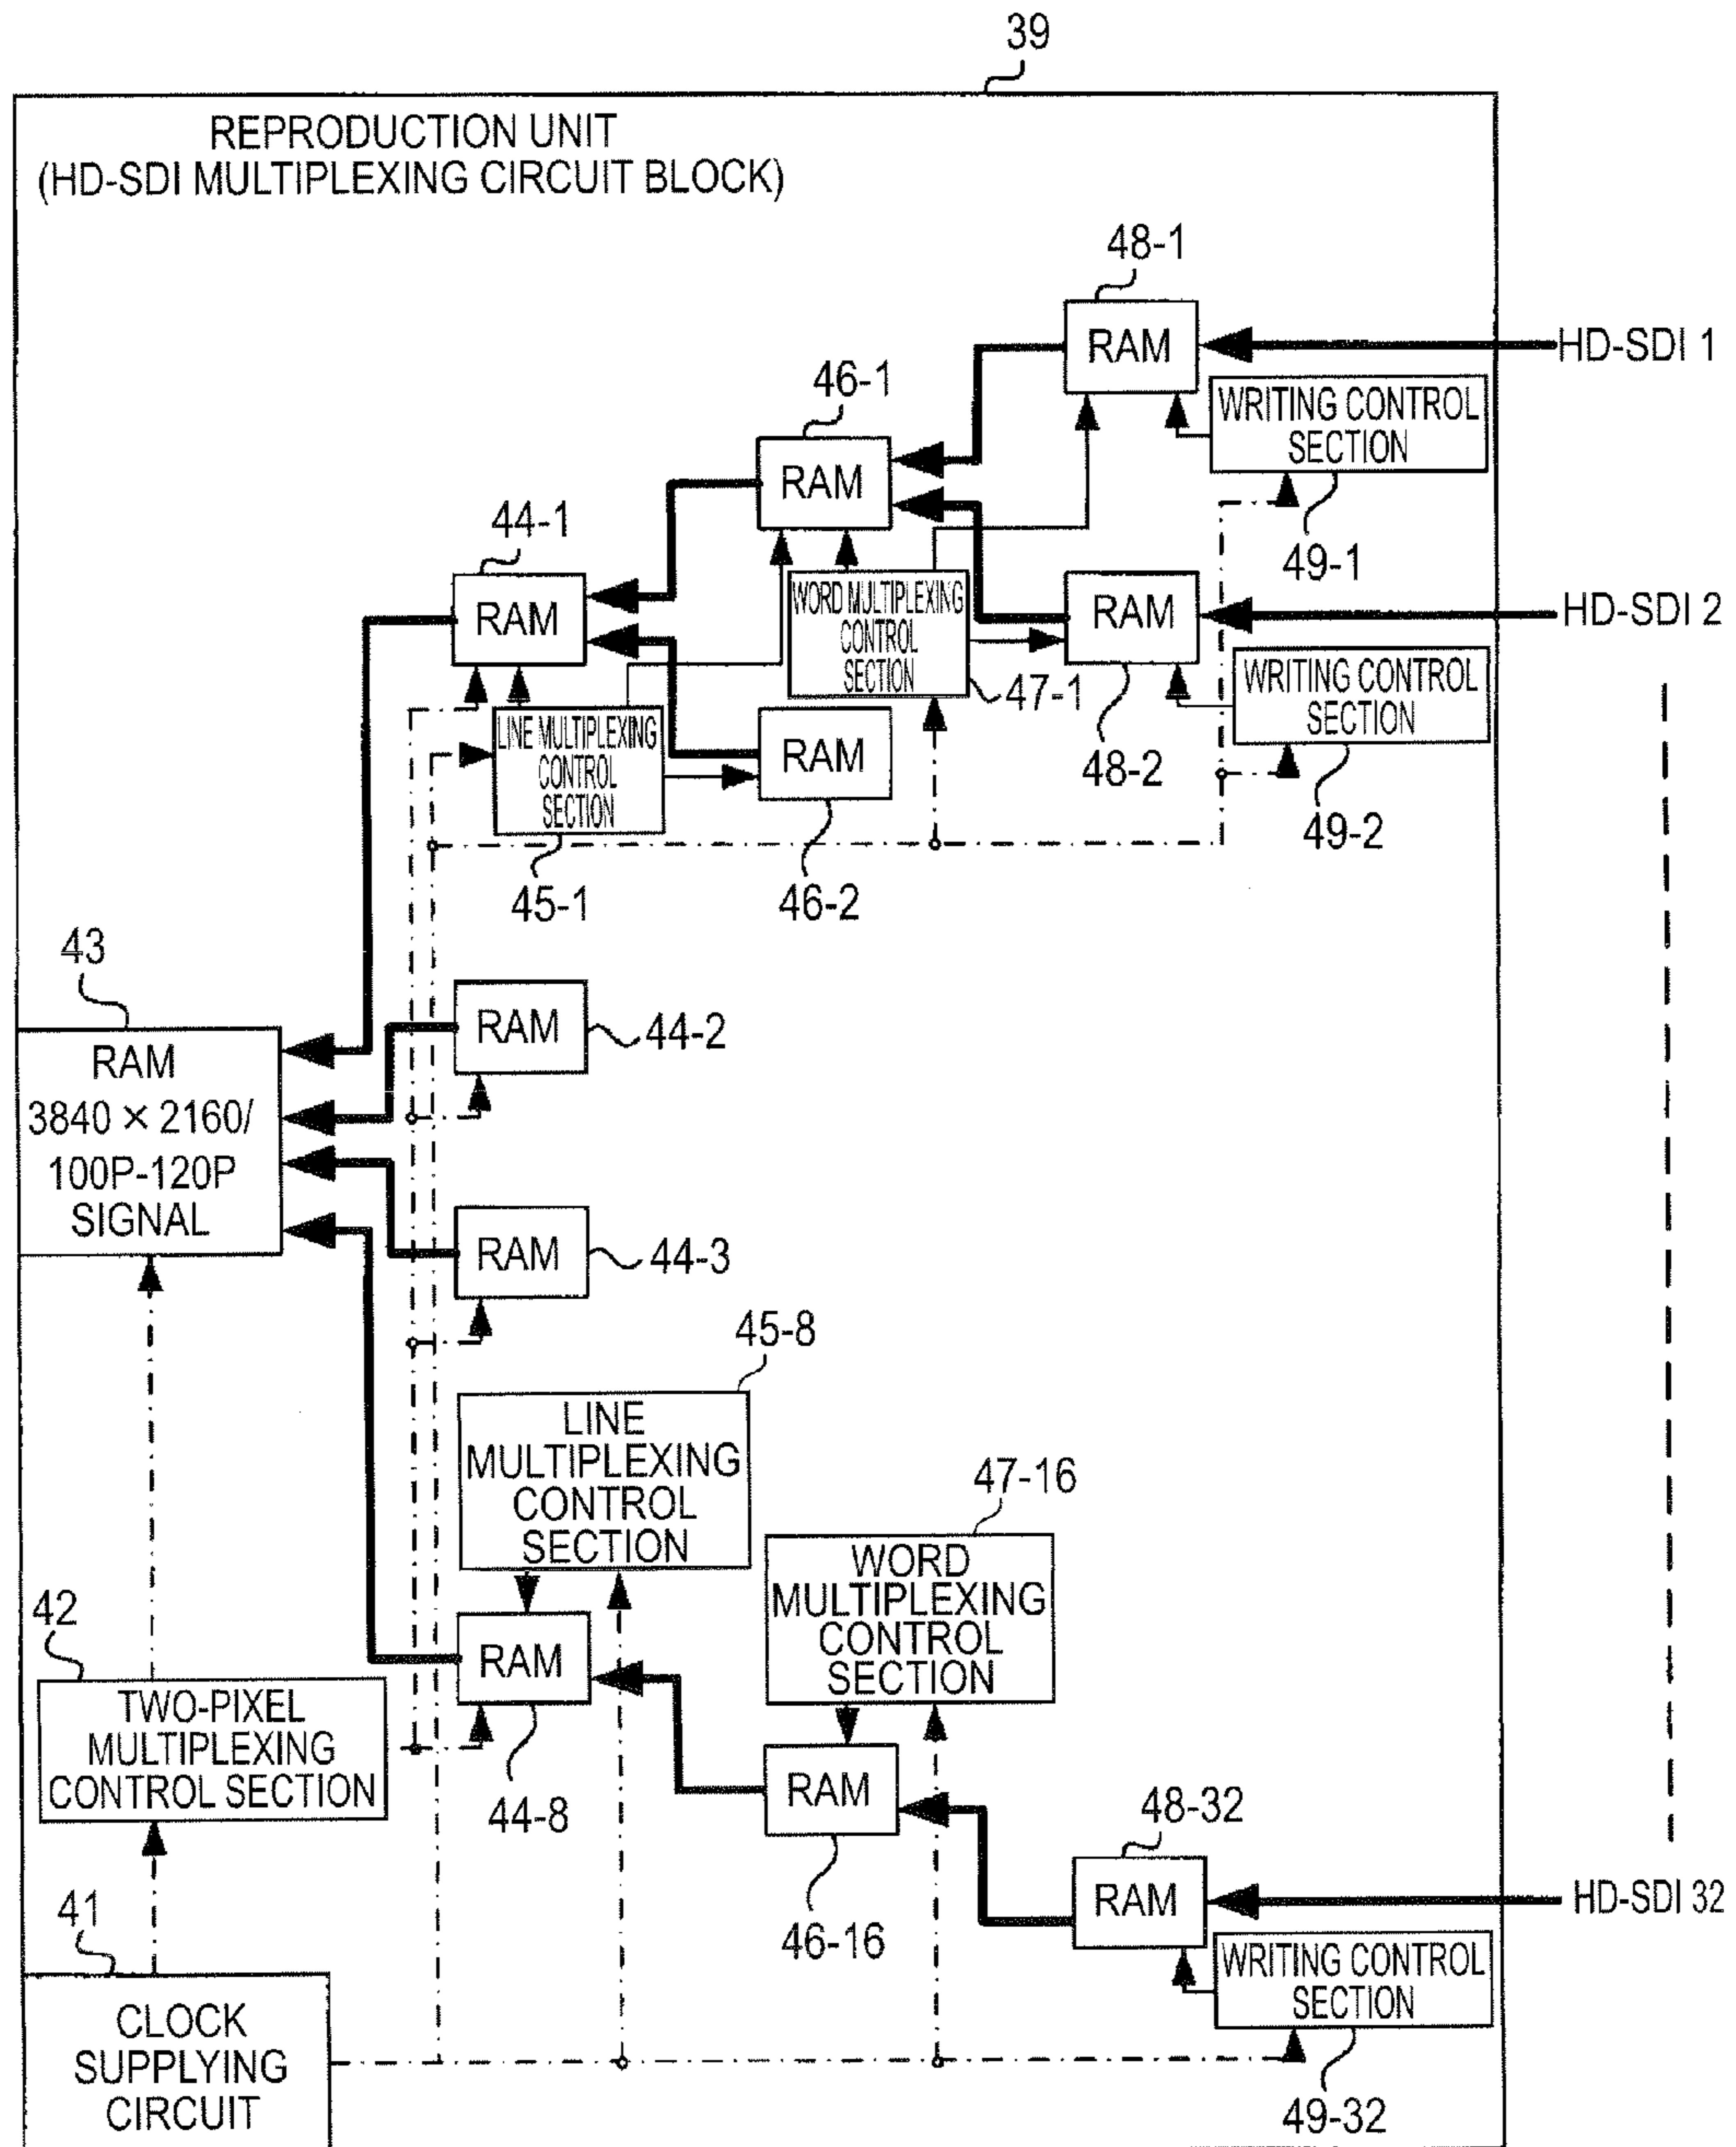 39
REPRODUCTION UNIT
(HD-SDI MULTIPLEXING CIRCUIT BLOCK)
48-1
RAM
HD-SDI 1
WRITING CONTROL
SECTION
49-1
46-1
RAM
44-1
RAM
WORD MULTIPLEXING
CONTROL
SECTION
47-1
RAM
48-2
HD-SDI 2
WRITING CONTROL
SECTION
49-2
LINE MULTIPLEXING
CONTROL
SECTION
45-1
RAM
46-2
43
RAM
3840 × 2160/
100P-120P
SIGNAL
RAM
44-2
RAM
44-3
45-8
LINE
MULTIPLEXING
CONTROL
SECTION
47-16
WORD
MULTIPLEXING
CONTROL
SECTION
42
TWO-PIXEL
MULTIPLEXING
CONTROL SECTION
RAM
44-8
RAM
46-16
48-32
RAM
HD-SDI 32
WRITING CONTROL
SECTION
49-32
41
CLOCK
SUPPLYING
CIRCUIT